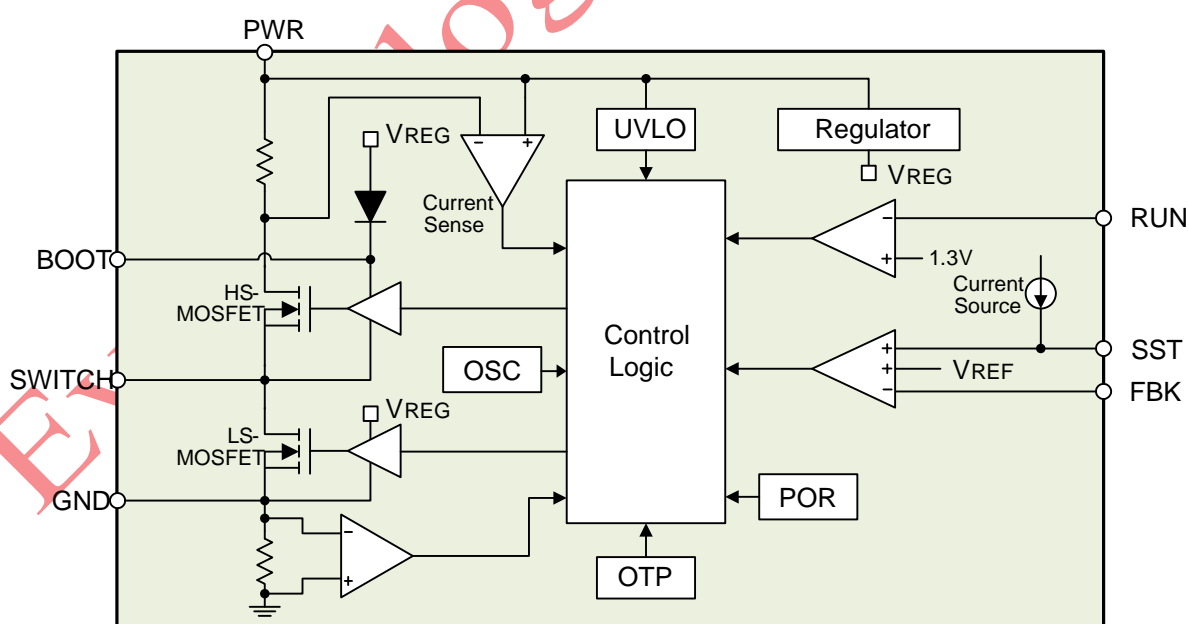 PWR
VREG
UVLO
Regulator
VREG
Current
Sense
RUN
BOOT
1.3V
HS-
MOSFET
Current
Source
Control
Logic
SST
VREF
SWITCH
OSC
FBK
VREG
LS-
MOSFET
GND
POR
OTP